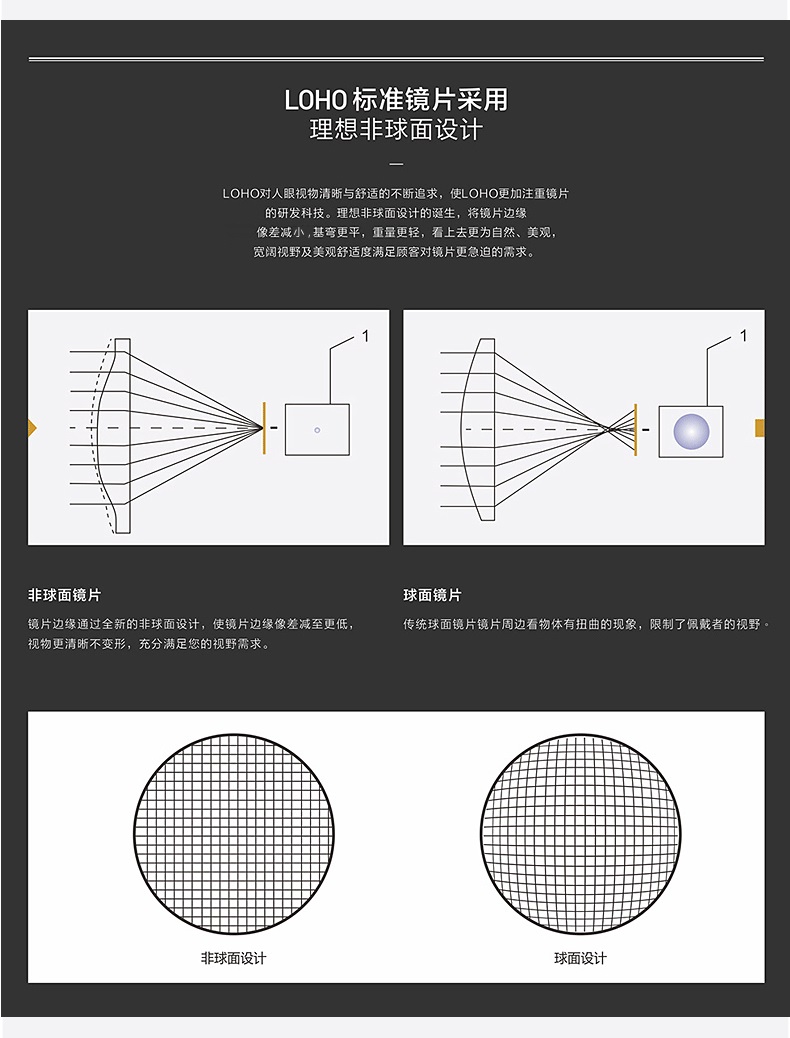 LOHO 标准镜片采用
理想非球面设计
—
LOHO对人眼视物清晰与舒适的不断追求，使LOHO更加注重镜片
的研发科技。理想非球面设计的诞生，将镜片边缘
像差减小，基弯更平，重量更轻，看上去更为自然、美观，
宽阔视野及美观舒适度满足顾客对镜片更急迫的需求。
1
1
非球面镜片
镜片边缘通过全新的非球面设计，使镜片边缘像差减至更低，
视物更清晰不变形，充分满足您的视野需求。
球面镜片
传统球面镜片镜片周边看物体有扭曲的现象，限制了佩戴者的视野。
非球面设计
球面设计